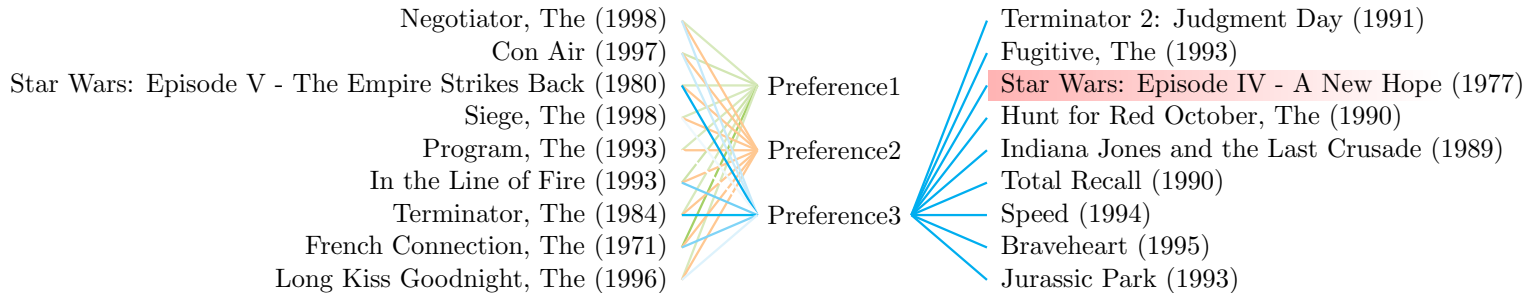 Negotiator, The (1998)
Con Air (1997)
Star Wars: Episode V - The Empire Strikes Back (1980)
Siege, The (1998)
Program, The (1993)
In the Line of Fire (1993)
Terminator, The (1984)
French Connection, The (1971)
Long Kiss Goodnight, The (1996)
Preference1
Preference2
Preference3
Terminator 2: Judgment Day (1991)
Fugitive, The (1993)
Star Wars: Episode IV - A New Hope (1977)
Hunt for Red October, The (1990)
Indiana Jones and the Last Crusade (1989)
Total Recall (1990)
Speed (1994)
Braveheart (1995)
Jurassic Park (1993)